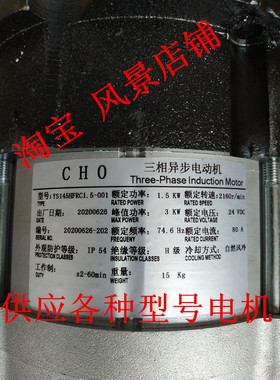 淘宝 风景店铺
CHO 三相异步电动机
Three-Phase Induction Motor
型号: YS145HFRC1.5-001 额定功率: 1.5 KW 额定转速: 2160r/min
TYPE RATED POWER RATED SPEED
出厂日期: 20200626 峰值功率: 3 KW 额定电压: 24 VDC
DATE MAX POWER RATED VOLTAGE
编号: 20200626-202 额定频率: 74.6 Hz 额定电流: 80 A
SERIAL NO. RATED FREQUENCY RATED CURRENT
外观防护等级: IP 54 绝缘等级: H 级 冷却方式: 自然风冷
PROTECTION CLASSES INSULATION CLASSES COOLING METHOD
工作制: S2-60min 重量: 15 Kg
DUTY WEIGHT
供应各种型号电机